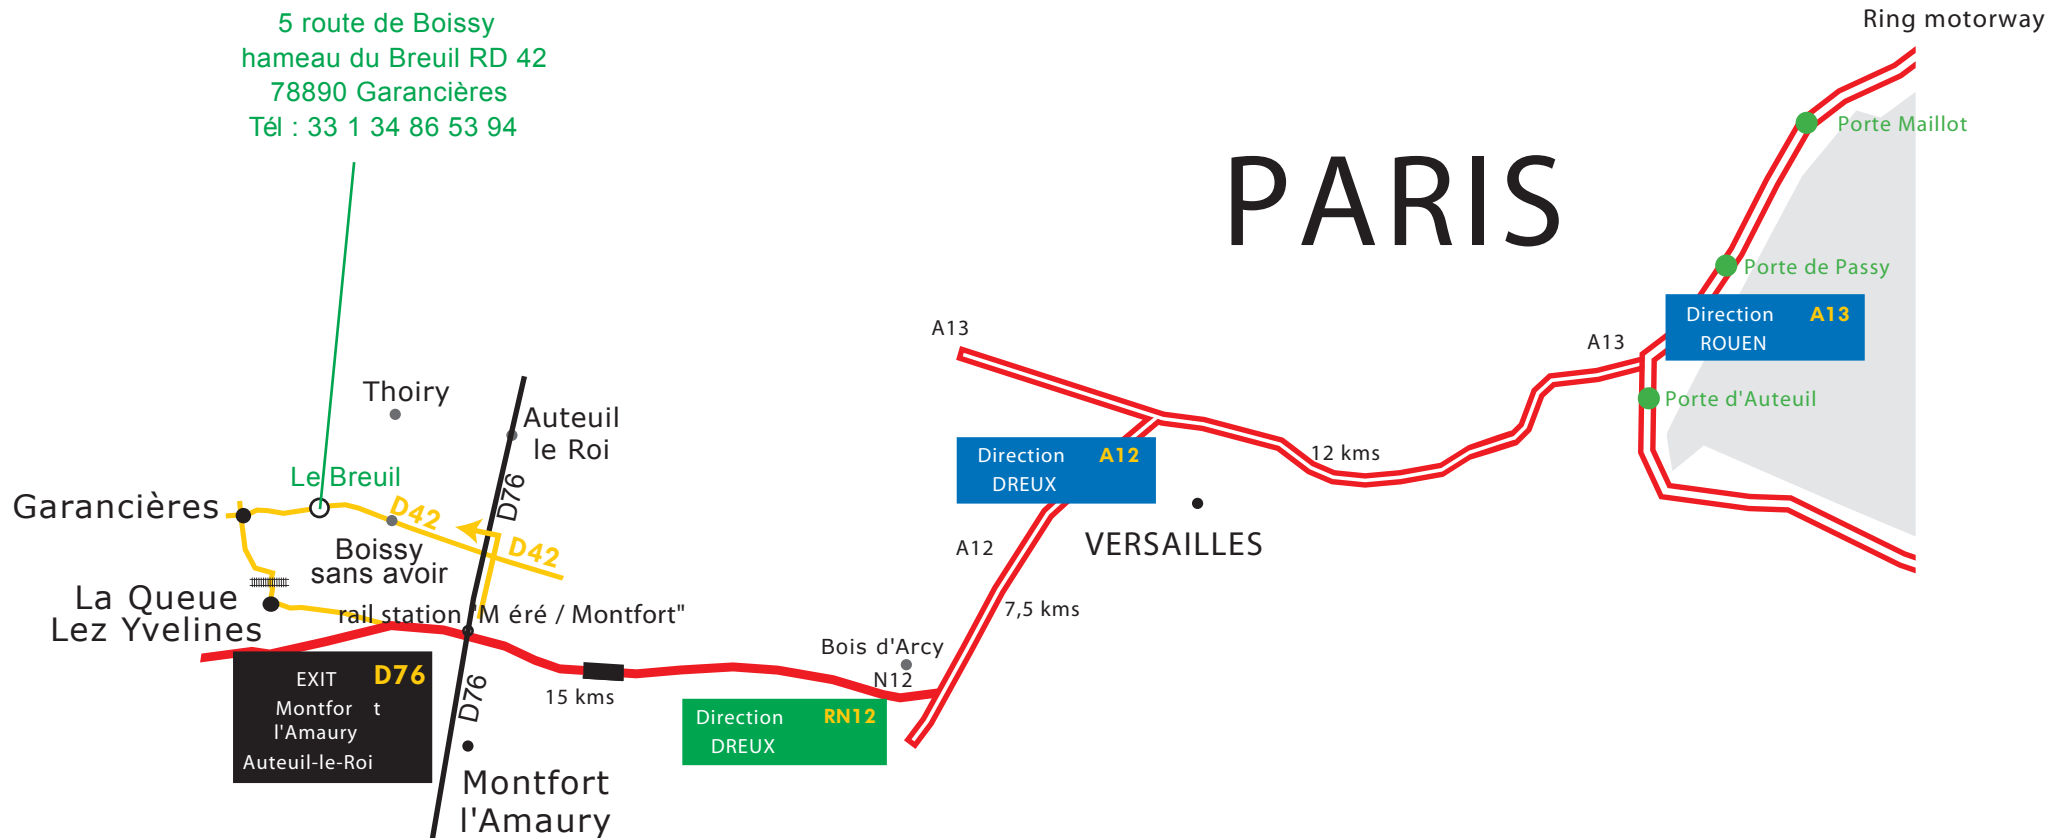 5 route de Boissy
hameau du Breuil RD 42
78890 Garancières
Tél : 33 1 34 86 53 94
Ring motorway
Porte Maillot
PARIS
Porte de Passy
Direction A13
ROUEN
A13
A13
Porte d'Auteuil
Thoiry
Auteuil
le Roi
Direction A12
DREUX
12 kms
Le Breuil
Garancières
D42
D76
D42
Boissy
sans avoir
A12
VERSAILLES
La Queue
Lez Yvelines
rail station "M éré / Montfort"
7,5 kms
Bois d'Arcy
N12
EXIT D76
Montfor t
l'Amaury
Auteuil-le-Roi
D76
15 kms
Direction RN12
DREUX
Montfort
l'Amaury